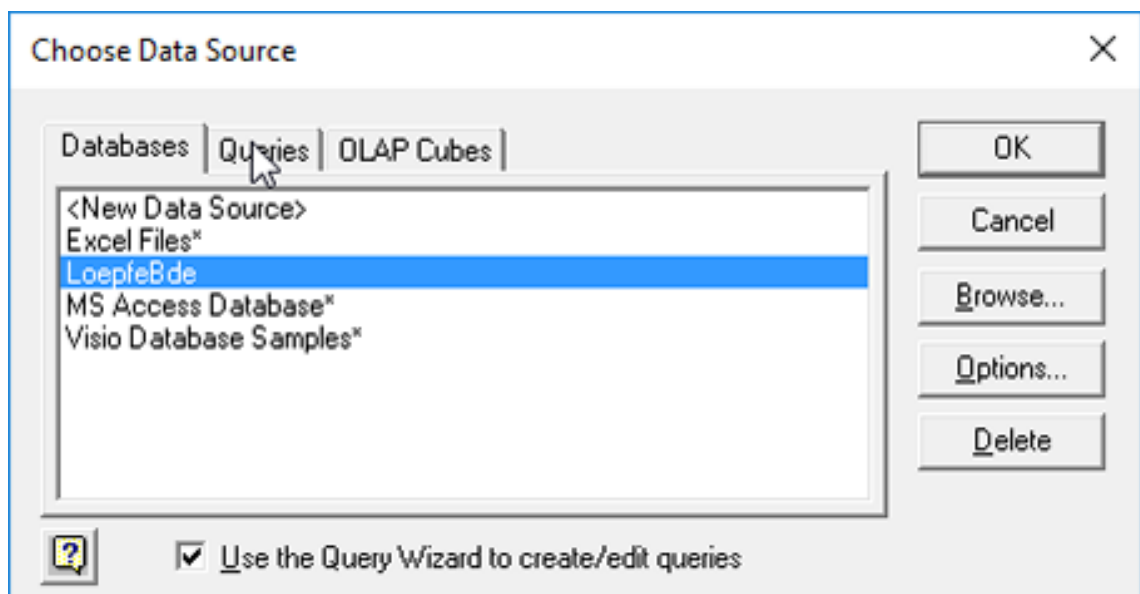 Choose Data Source
Databases Queries OLAP Cubes
<New Data Source>
Excel Files*
LoepfeBde
MS Access Database*
Visio Database Samples*
OK
Cancel
Browse...
Options...
Delete
Use the Query Wizard to create/edit queries